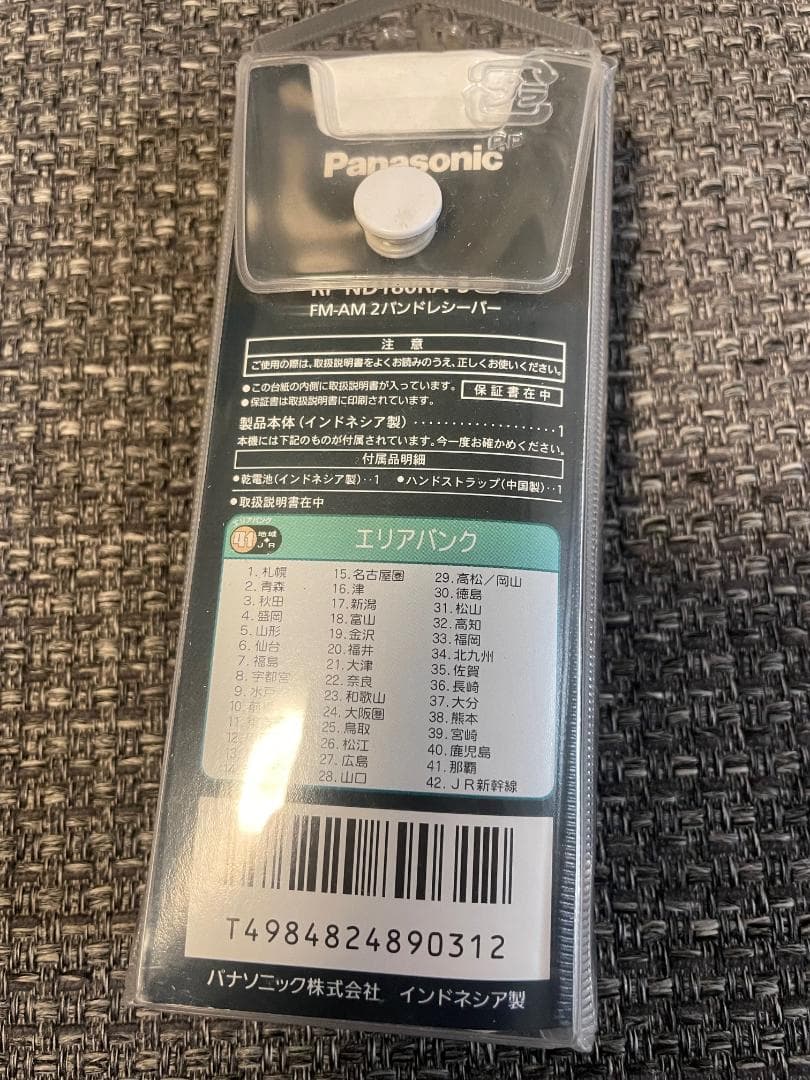 Panasonic
FM-AM 2バンドレシーバー
注 意
ご使用の際は、取扱説明書をよくお読みのうえ、正しくお使いください。
●この台紙の内側に取扱説明書が入っています。
●保証書は取扱説明書に印刷されています。
保証書在中
製品本体(インドネシア製)‥‥‥‥‥‥‥‥‥1
本機には下記のものが付属されています。今一度お確かめください。
付属品明細
●乾電池(インドネシア製)‥1 ●ハンドストラップ(中国製)‥1
●取扱説明書在中
エリアバンク
41 地域+JR
エリアバンク
1. 札幌
2. 青森
3. 秋田
4. 盛岡
5. 山形
6. 仙台
7. 福島
8. 宇都宮
9. 水戸
10.
11.
12.
15. 名古屋圏
16. 津
17. 新潟
18. 富山
19. 金沢
20. 福井
21. 大津
22. 奈良
23. 和歌山
24. 大阪圏
25. 鳥取
26. 松江
27. 広島
28. 山口
29. 高松/岡山
30. 徳島
31. 松山
32. 高知
33. 福岡
34. 北九州
35. 佐賀
36. 長崎
37. 大分
38. 熊本
39. 宮崎
40. 鹿児島
41. 那覇
42. JR新幹線
T4984824890312
パナソニック株式会社 インドネシア製